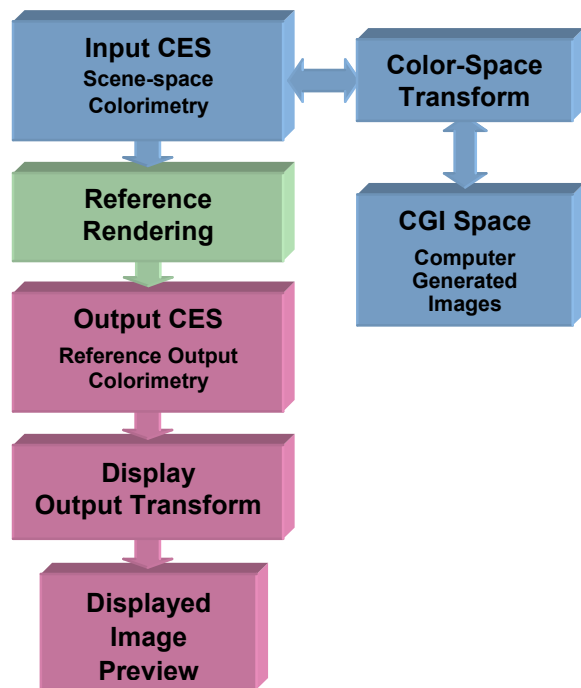 Input CES
Scene-space
Colorimetry
Color-Space
Transform
Reference
Rendering
CGI Space
Computer
Generated
Images
Output CES
Reference Output
Colorimetry
Display
Output Transform
Displayed
Image
Preview